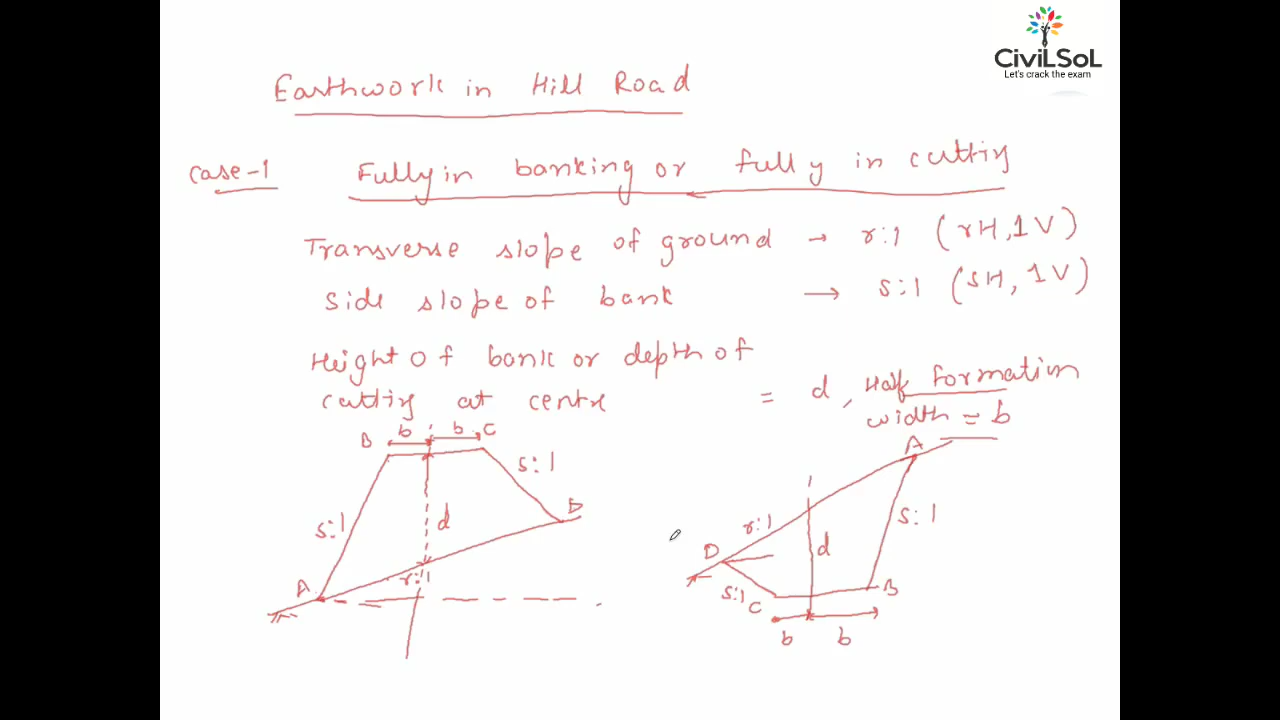 CiviLSoL
Let's crack the exam
Earthwork in Hill Road
Case-1 Fully in banking or fully in cutting
Transverse slope of ground → r:1 (rH,1V)
Side slope of bank → s:1 (sH, 1V)
Height of bank or depth of
cutting at centre = d, Half formation
width = b
B b b C
s:1
s:1
d
D
A
r:1
A
r:1
s:1
D
d
s:1
C
B
b b